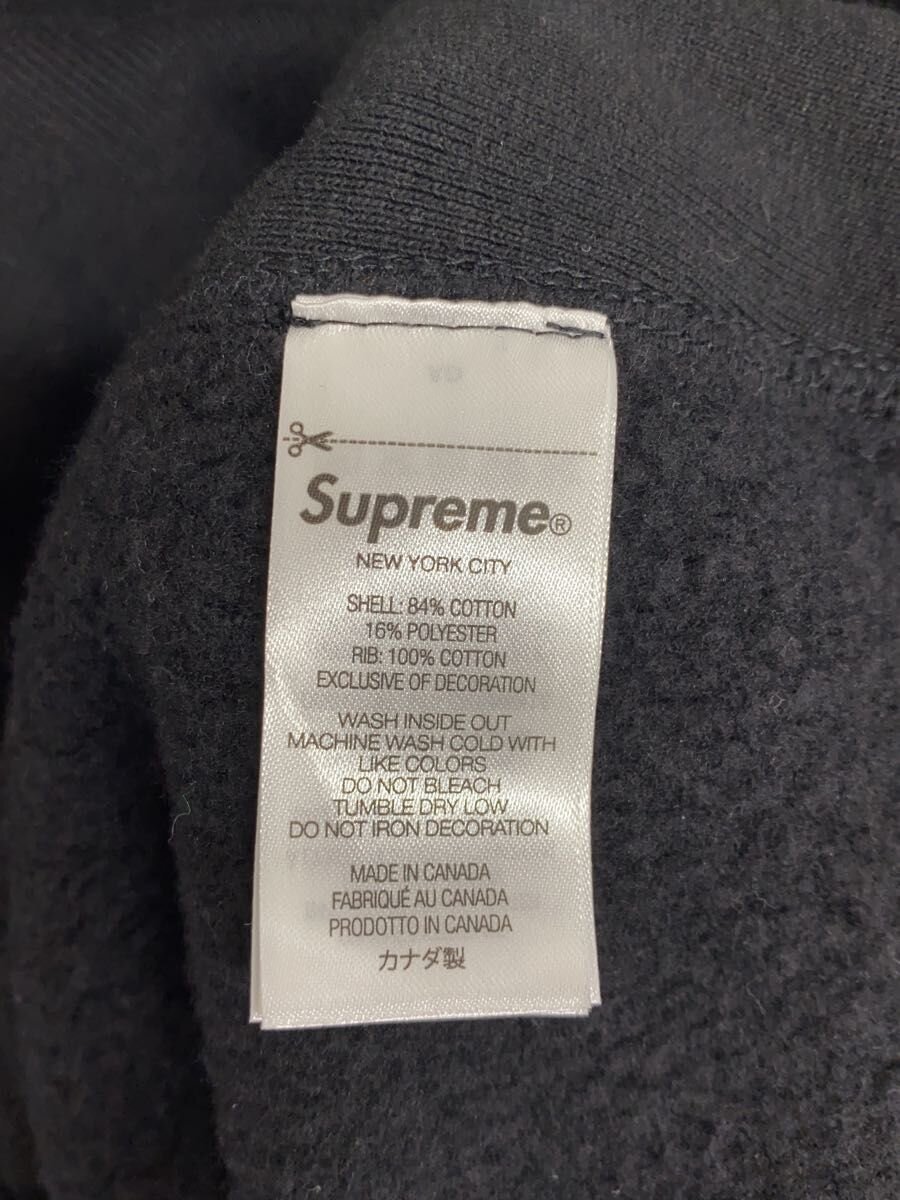 Supreme®
NEW YORK CITY
SHELL: 84% COTTON
16% POLYESTER
RIB: 100% COTTON
EXCLUSIVE OF DECORATION
WASH INSIDE OUT
MACHINE WASH COLD WITH
LIKE COLORS
DO NOT BLEACH
TUMBLE DRY LOW
DO NOT IRON DECORATION
MADE IN CANADA
FABRIQUÉ AU CANADA
PRODOTTO IN CANADA
カナダ製